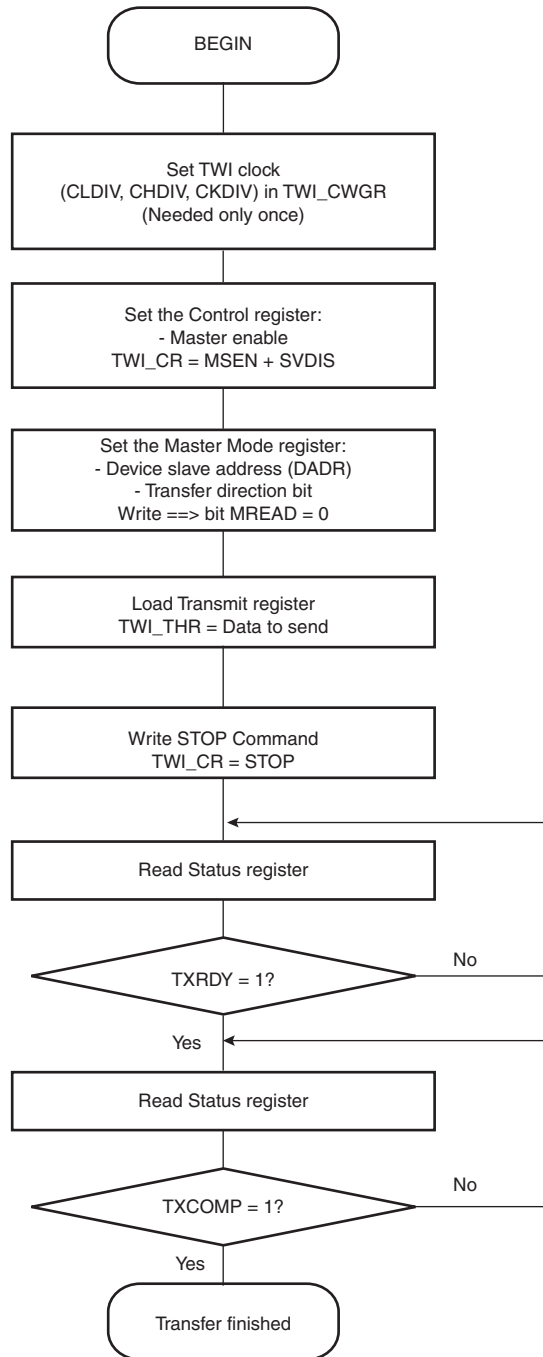 BEGIN
Set TWI clock
(CLDIV, CHDIV, CKDIV) in TWI_CWGR
(Needed only once)
Set the Control register:
- Master enable
TWI_CR = MSEN + SVDIS
Set the Master Mode register:
- Device slave address (DADR)
- Transfer direction bit
Write ==> bit MREAD = 0
Load Transmit register
TWI_THR = Data to send
Write STOP Command
TWI_CR = STOP
Read Status register
No
TXRDY = 1?
Yes
Read Status register
No
TXCOMP = 1?
Yes
Transfer finished